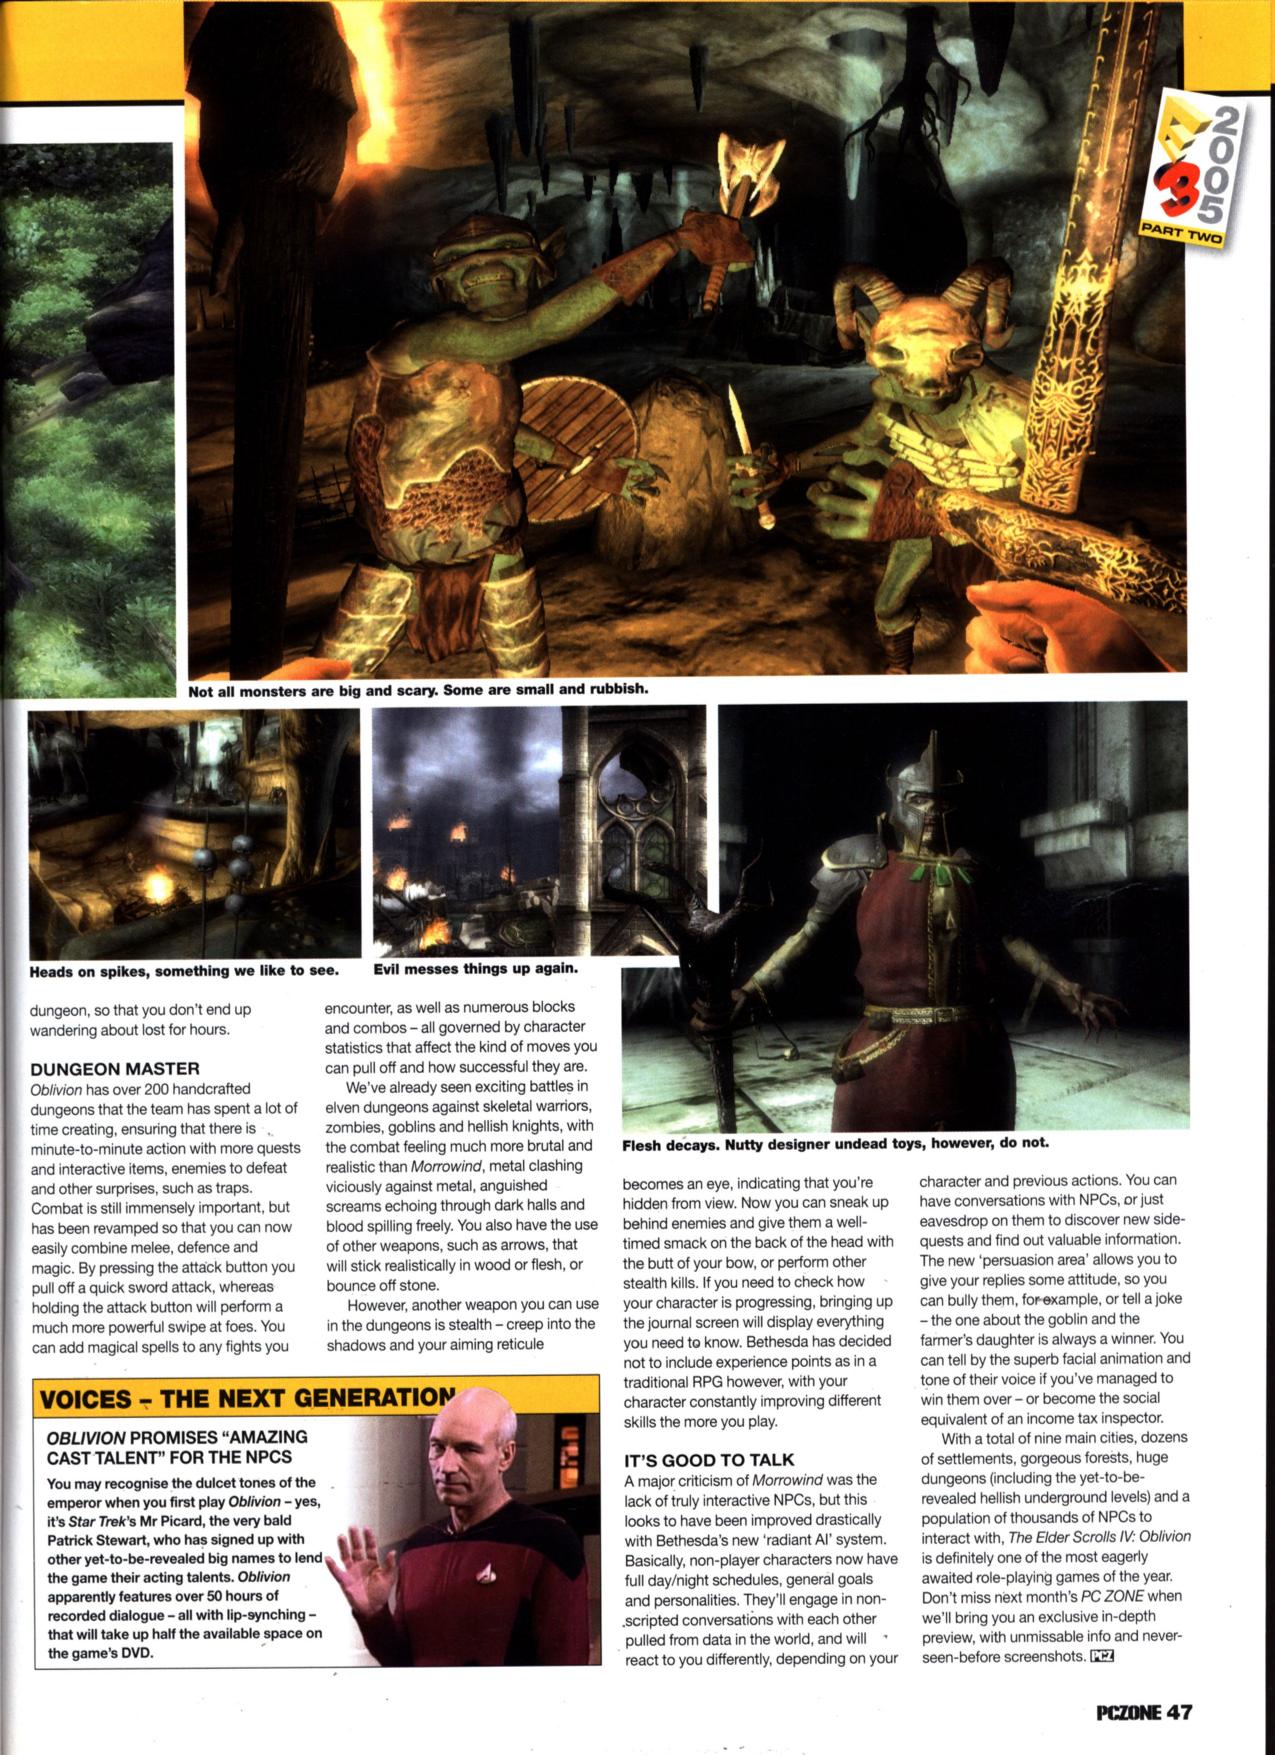 E3
2005
PART TWO
Not all monsters are big and scary. Some are small and rubbish.
Heads on spikes, something we like to see.
Evil messes things up again.
Flesh decays. Nutty designer undead toys, however, do not.
dungeon, so that you don't end up
wandering about lost for hours.
DUNGEON MASTER
Oblivion has over 200 handcrafted
dungeons that the team has spent a lot of
time creating, ensuring that there is
minute-to-minute action with more quests
and interactive items, enemies to defeat
and other surprises, such as traps.
Combat is still immensely important, but
has been revamped so that you can now
easily combine melee, defence and
magic. By pressing the attack button you
pull off a quick sword attack, whereas
holding the attack button will perform a
much more powerful swipe at foes. You
can add magical spells to any fights you
encounter, as well as numerous blocks
and combos – all governed by character
statistics that affect the kind of moves you
can pull off and how successful they are.
We've already seen exciting battles in
elven dungeons against skeletal warriors,
zombies, goblins and hellish knights, with
the combat feeling much more brutal and
realistic than Morrowind, metal clashing
viciously against metal, anguished
screams echoing through dark halls and
blood spilling freely. You also have the use
of other weapons, such as arrows, that
will stick realistically in wood or flesh, or
bounce off stone.
However, another weapon you can use
in the dungeons is stealth – creep into the
shadows and your aiming reticule
becomes an eye, indicating that you're
hidden from view. Now you can sneak up
behind enemies and give them a well-
timed smack on the back of the head with
the butt of your bow, or perform other
stealth kills. If you need to check how
your character is progressing, bringing up
the journal screen will display everything
you need to know. Bethesda has decided
not to include experience points as in a
traditional RPG however, with your
character constantly improving different
skills the more you play.
IT'S GOOD TO TALK
A major criticism of Morrowind was the
lack of truly interactive NPCs, but this
looks to have been improved drastically
with Bethesda's new 'radiant AI' system.
Basically, non-player characters now have
full day/night schedules, general goals
and personalities. They'll engage in non-
scripted conversations with each other
pulled from data in the world, and will
react to you differently, depending on your
character and previous actions. You can
have conversations with NPCs, or just
eavesdrop on them to discover new side-
quests and find out valuable information.
The new 'persuasion area' allows you to
give your replies some attitude, so you
can bully them, for example, or tell a joke
– the one about the goblin and the
farmer's daughter is always a winner. You
can tell by the superb facial animation and
tone of their voice if you've managed to
win them over – or become the social
equivalent of an income tax inspector.
With a total of nine main cities, dozens
of settlements, gorgeous forests, huge
dungeons (including the yet-to-be-
revealed hellish underground levels) and a
population of thousands of NPCs to
interact with, The Elder Scrolls IV: Oblivion
is definitely one of the most eagerly
awaited role-playing games of the year.
Don't miss next month's PC ZONE when
we'll bring you an exclusive in-depth
preview, with unmissable info and never-
seen-before screenshots. PCZ
VOICES – THE NEXT GENERATION
OBLIVION PROMISES "AMAZING
CAST TALENT" FOR THE NPCS
You may recognise the dulcet tones of the
emperor when you first play Oblivion – yes,
it's Star Trek's Mr Picard, the very bald
Patrick Stewart, who has signed up with
other yet-to-be-revealed big names to lend
the game their acting talents. Oblivion
apparently features over 50 hours of
recorded dialogue – all with lip-synching –
that will take up half the available space on
the game's DVD.
PCZONE 47